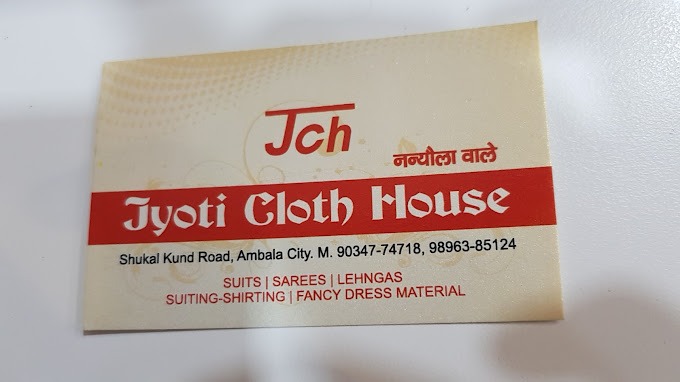 Jch
नन्यौला वाले
Jyoti Cloth House
Shukal Kund Road, Ambala City. M. 90347-74718, 98963-85124
SUITS | SAREES | LEHNGAS
SUITING-SHIRTING | FANCY DRESS MATERIAL